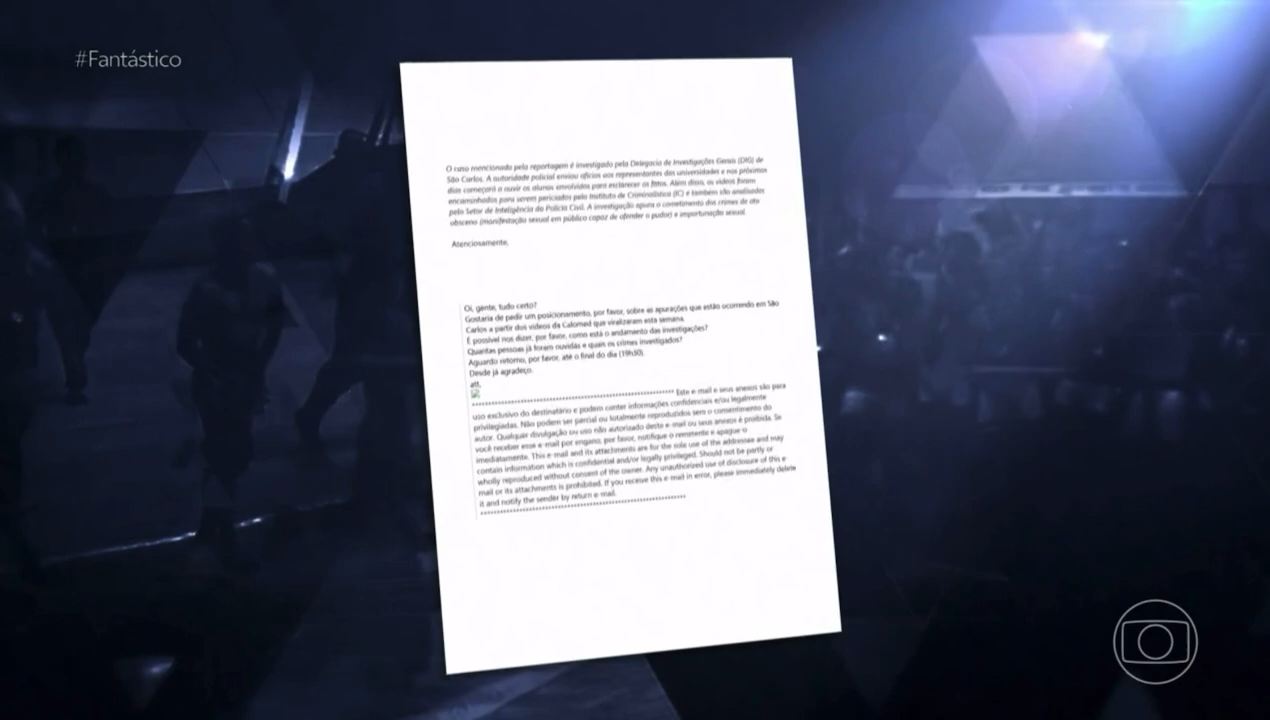 #Fantástico
O caso mencionado pela reportagem é investigado pela Delegacia de Investigações Gerais (DIG) de
São Carlos. A autoridade policial enviou ofícios aos representantes das universidades e nos próximos
dias começará a ouvir os alunos envolvidos para esclarecer os fatos. Além disso, os vídeos foram
encaminhados para serem periciados pelo Instituto de Criminalística (IC) e também são analisados
pelo Setor de Inteligência da Polícia Civil. A investigação apura o cometimento dos crimes de ato
obsceno (manifestação sexual em público capaz de ofender o pudor) e importunação sexual.
Atenciosamente,
Oi, gente, tudo certo?
Gostaria de pedir um posicionamento, por favor, sobre as apurações que estão ocorrendo em São
Carlos a partir dos vídeos da Calomed que viralizaram esta semana.
É possível nos dizer, por favor, como está o andamento das investigações?
Quantas pessoas já foram ouvidas e quais os crimes investigados?
Aguardo retorno, por favor, até o final do dia (19h30).
Desde já agradeço.
att,
Este e-mail e seus anexos são para
uso exclusivo do destinatário e podem conter informações confidenciais e/ou legalmente
privilegiadas. Não podem ser parcial ou totalmente reproduzidos sem o consentimento do
autor. Qualquer divulgação ou uso não autorizado deste e-mail ou seus anexos é proibida. Se
você receber esse e-mail por engano, por favor, notifique o remetente e apague-o
imediatamente. This e-mail and its attachments are for the sole use of the addressee and may
contain information which is confidential and/or legally privileged. Should not be partly or
wholly reproduced without consent of the owner. Any unauthorized use of disclosure of this e-
mail or its attachments is prohibited. If you receive this e-mail in error, please immediately delete
it and notify the sender by return e-mail.